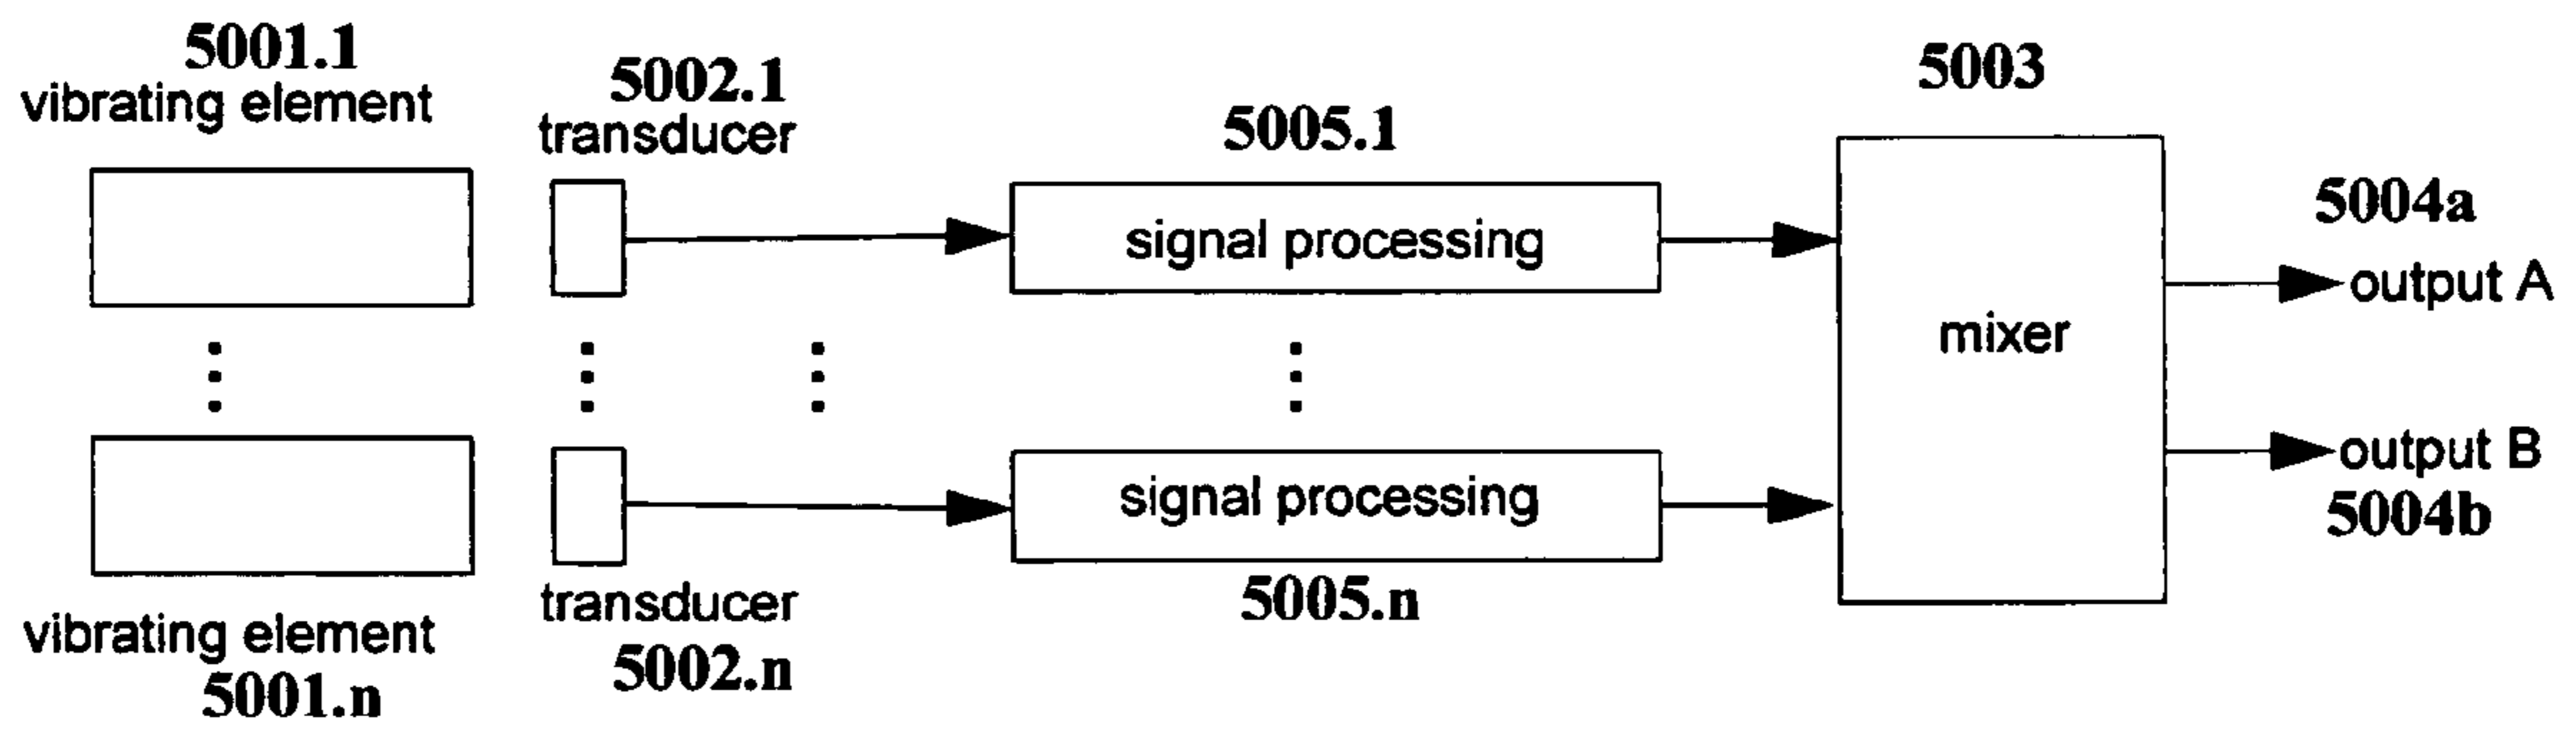 5001.1
vibrating element
5002.1
transducer
5005.1
signal processing
5003
mixer
5004a
output A
output B
5004b
signal processing
5005.n
transducer
5002.n
vibrating element
5001.n